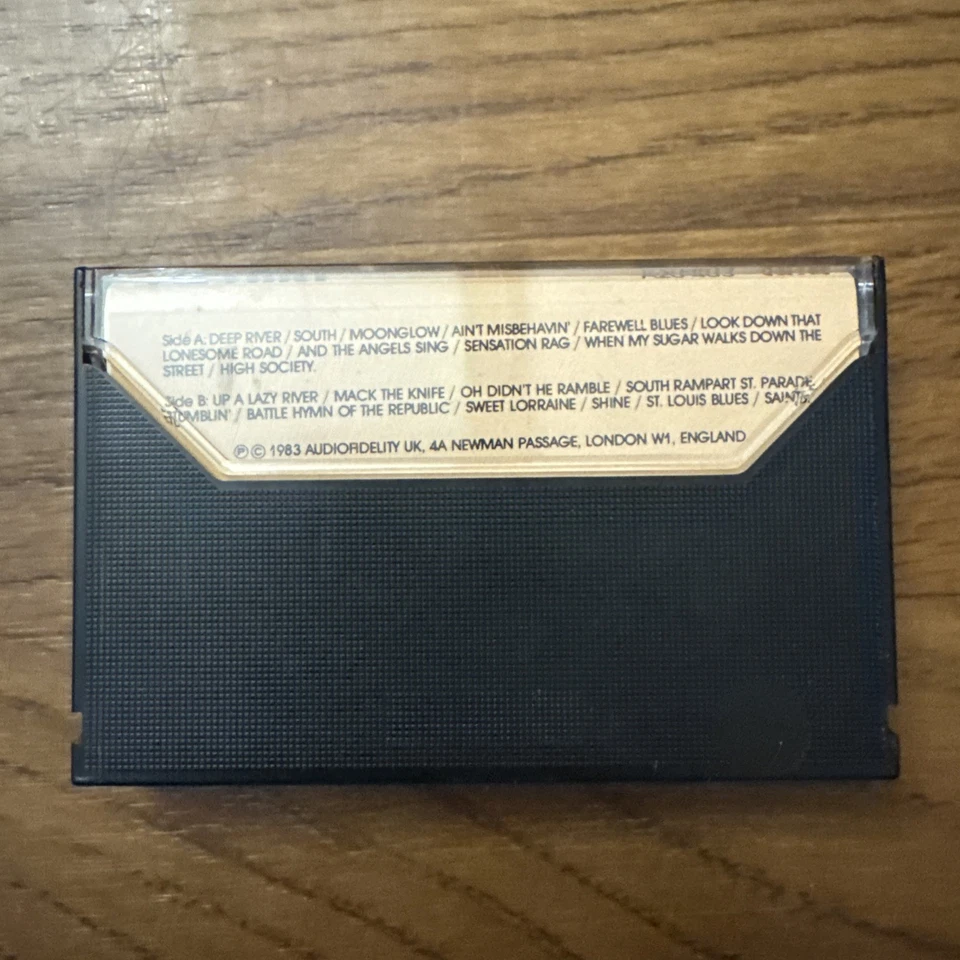 Side A: DEEP RIVER / SOUTH / MOONGLOW / AIN'T MISBEHAVIN' / FAREWELL BLUES / LOOK DOWN THAT
LONESOME ROAD / AND THE ANGELS SING / SENSATION RAG / WHEN MY SUGAR WALKS DOWN THE
STREET / HIGH SOCIETY.
Side B: UP A LAZY RIVER / MACK THE KNIFE / OH DIDN'T HE RAMBLE / SOUTH RAMPART ST. PARADE
/ BATTLE HYMN OF THE REPUBLIC / SWEET LORRAINE / SHINE / ST. LOUIS BLUES /
Ⓟ © 1983 AUDIOFIDELITY UK, 4A NEWMAN PASSAGE, LONDON W1, ENGLAND